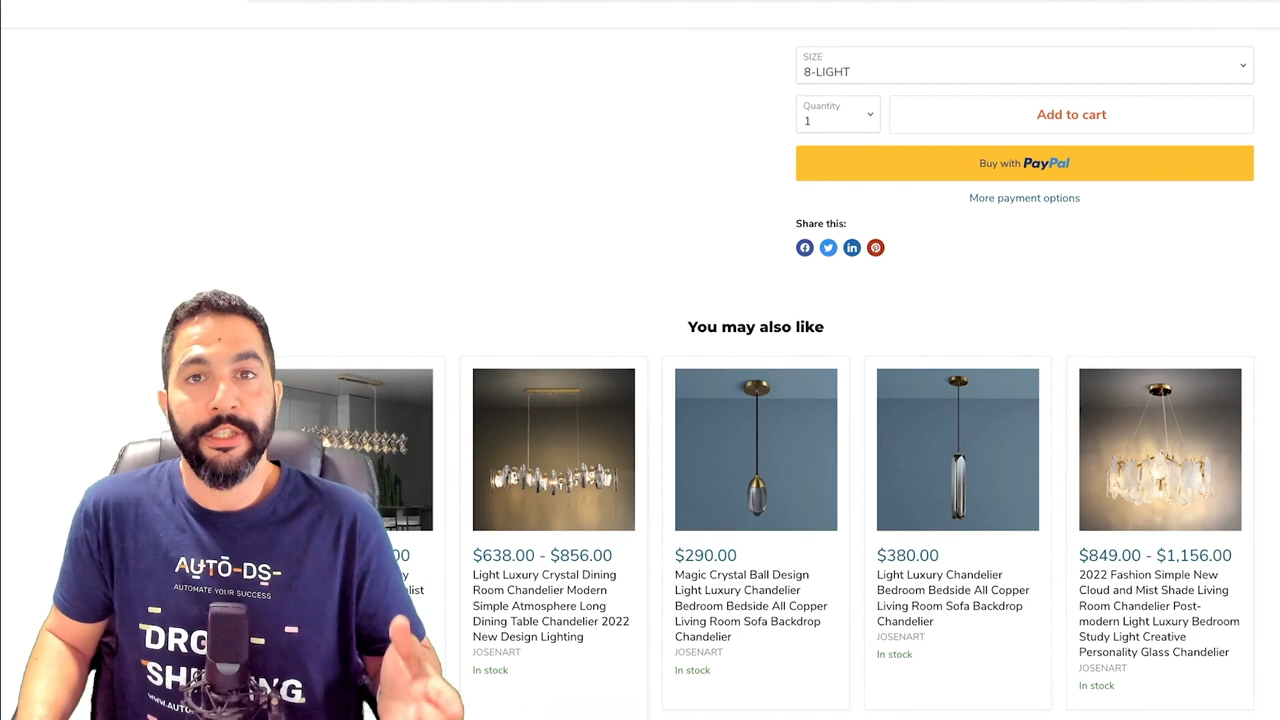 SIZE
8-LIGHT
Quantity
1
Add to cart
Buy with PayPal
More payment options
Share this:
You may also like
$638.00 - $856.00
Light Luxury Crystal Dining
Room Chandelier Modern
Simple Atmosphere Long
Dining Table Chandelier 2022
New Design Lighting
JOSENART
In stock
$290.00
Magic Crystal Ball Design
Light Luxury Chandelier
Bedroom Bedside All Copper
Living Room Sofa Backdrop
Chandelier
JOSENART
In stock
$380.00
Light Luxury Chandelier
Bedroom Bedside All Copper
Living Room Sofa Backdrop
Chandelier
JOSENART
In stock
$849.00 - $1,156.00
2022 Fashion Simple New
Cloud and Mist Shade Living
Room Chandelier Post-
modern Light Luxury Bedroom
Study Light Creative
Personality Glass Chandelier
JOSENART
In stock
AUTO-DS-
AUTOMATE YOUR SUCCESS